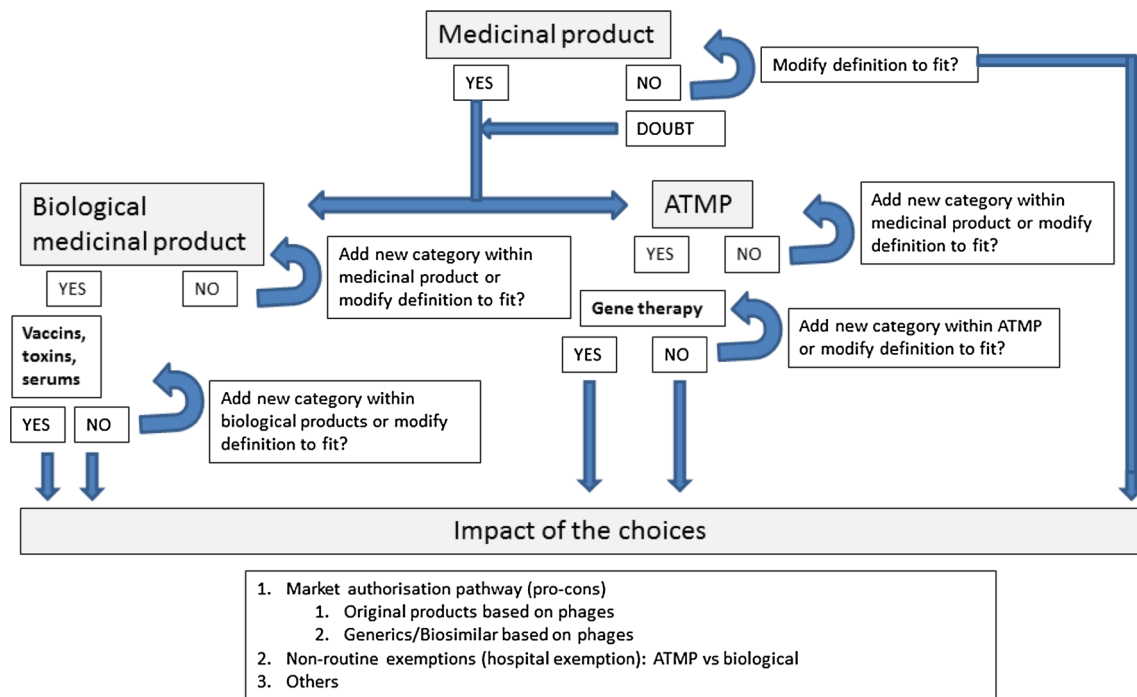 Medicinal product
YES
NO
Modify definition to fit?
DOUBT
Biological
medicinal product
YES
NO
Add new category within
medicinal product or
modify definition to fit?
ATMP
YES
NO
Add new category within
medicinal product or modify
definition to fit?
Gene therapy
YES
NO
Add new category within ATMP
or modify definition to fit?
Vaccins,
toxins,
serums
YES
NO
Add new category within
biological products or modify
definition to fit?
Impact of the choices
1. Market authorisation pathway (pro-cons)
1. Original products based on phages
2. Generics/Biosimilar based on phages
2. Non-routine exemptions (hospital exemption): ATMP vs biological
3. Others